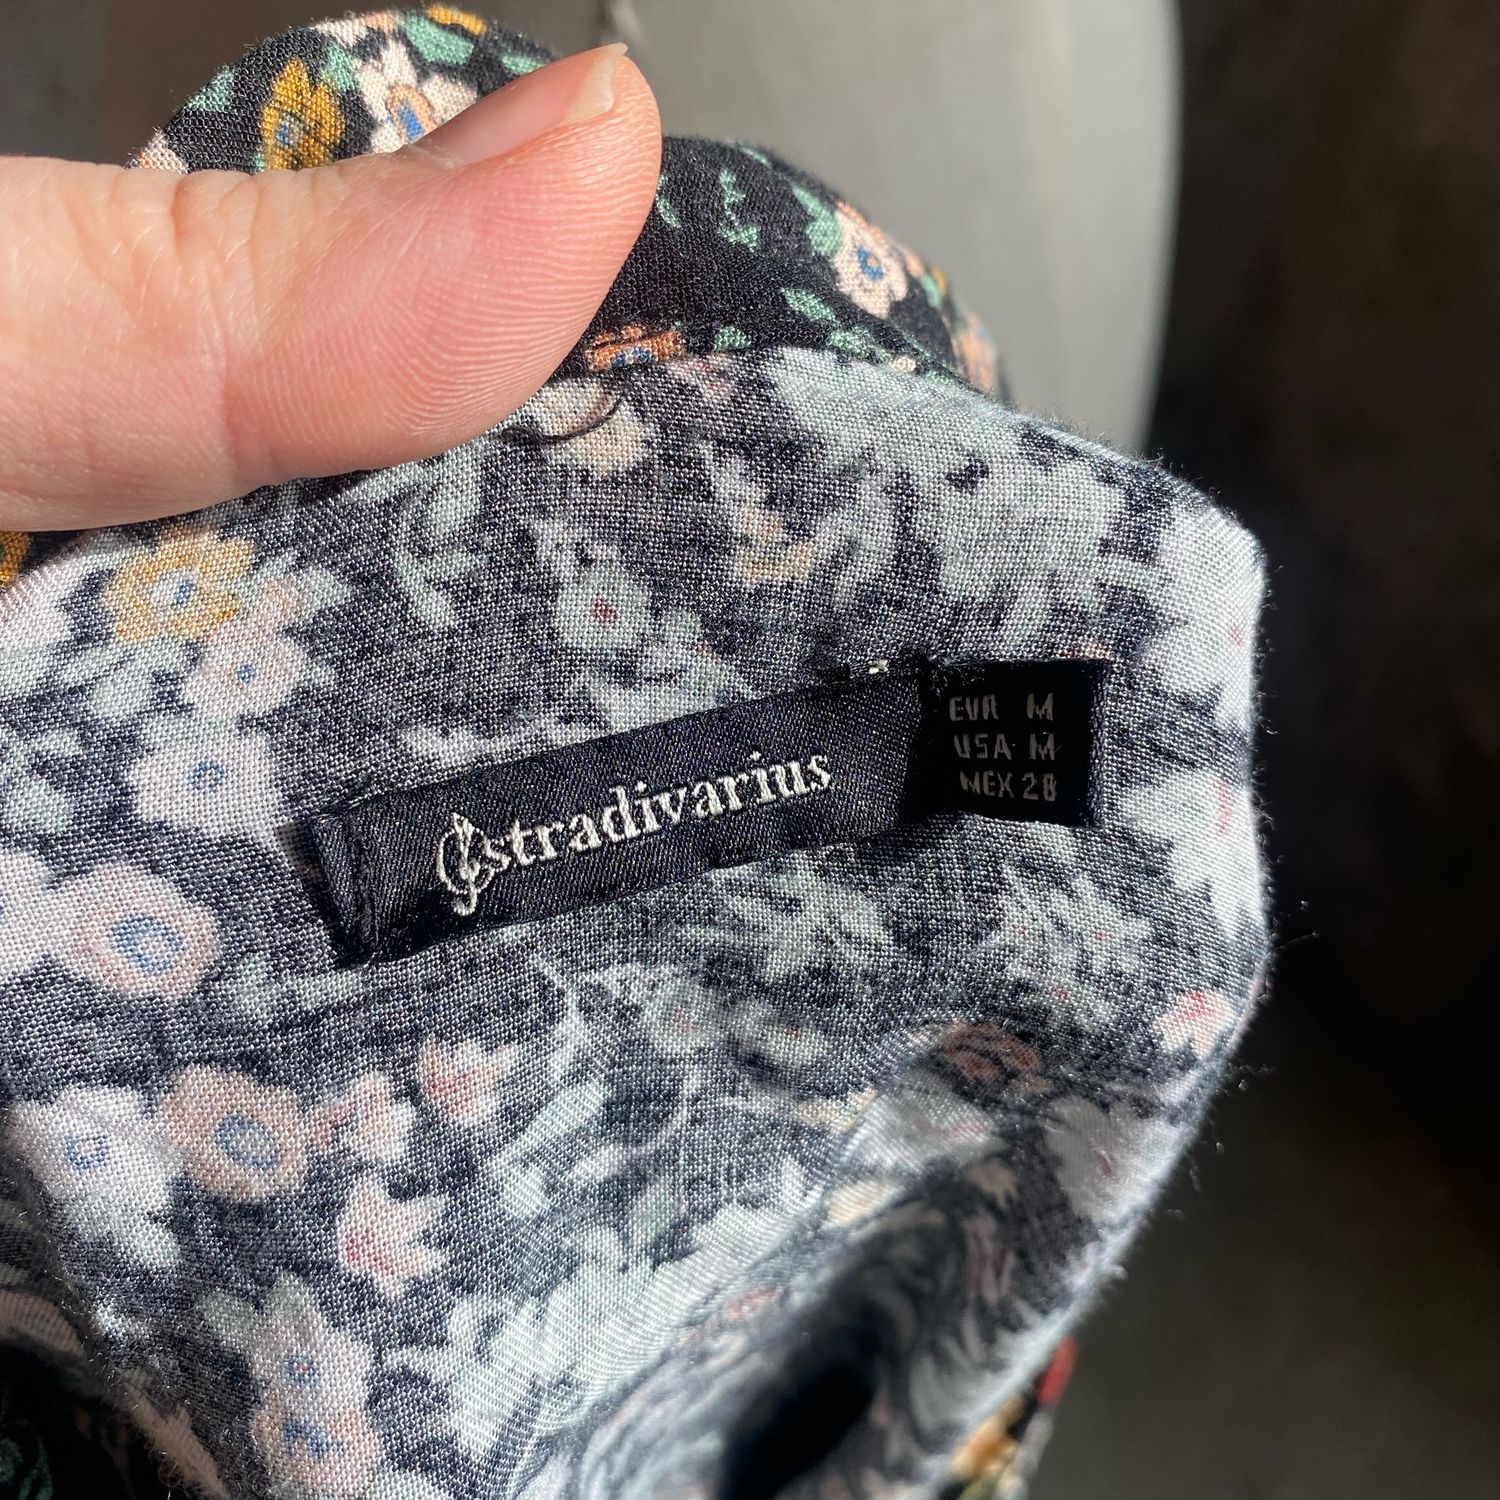 stradivarius
EUR M
USA M
MEX 28